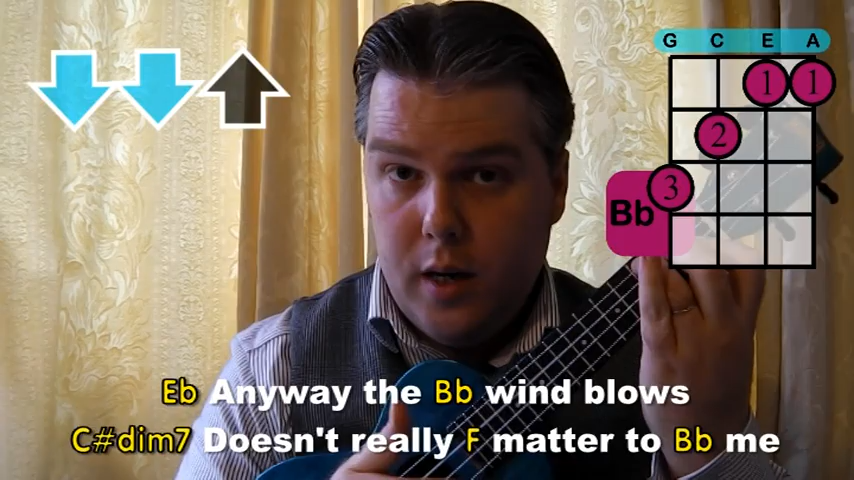 G C E A
1 1
2
3
Bb
Eb Anyway the Bb wind blows
C#dim7 Doesn't really F matter to Bb me